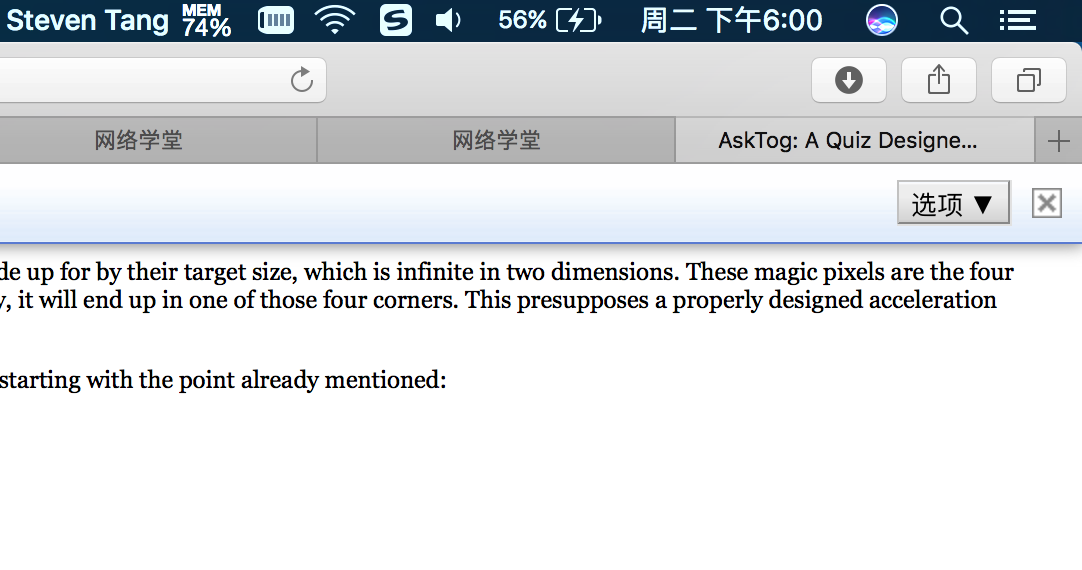 Steven Tang MEM 74% 56% 周二 下午6:00
网络学堂 网络学堂 AskTog: A Quiz Designe...
选项 ▼
de up for by their target size, which is infinite in two dimensions. These magic pixels are the four
y, it will end up in one of those four corners. This presupposes a properly designed acceleration
starting with the point already mentioned: